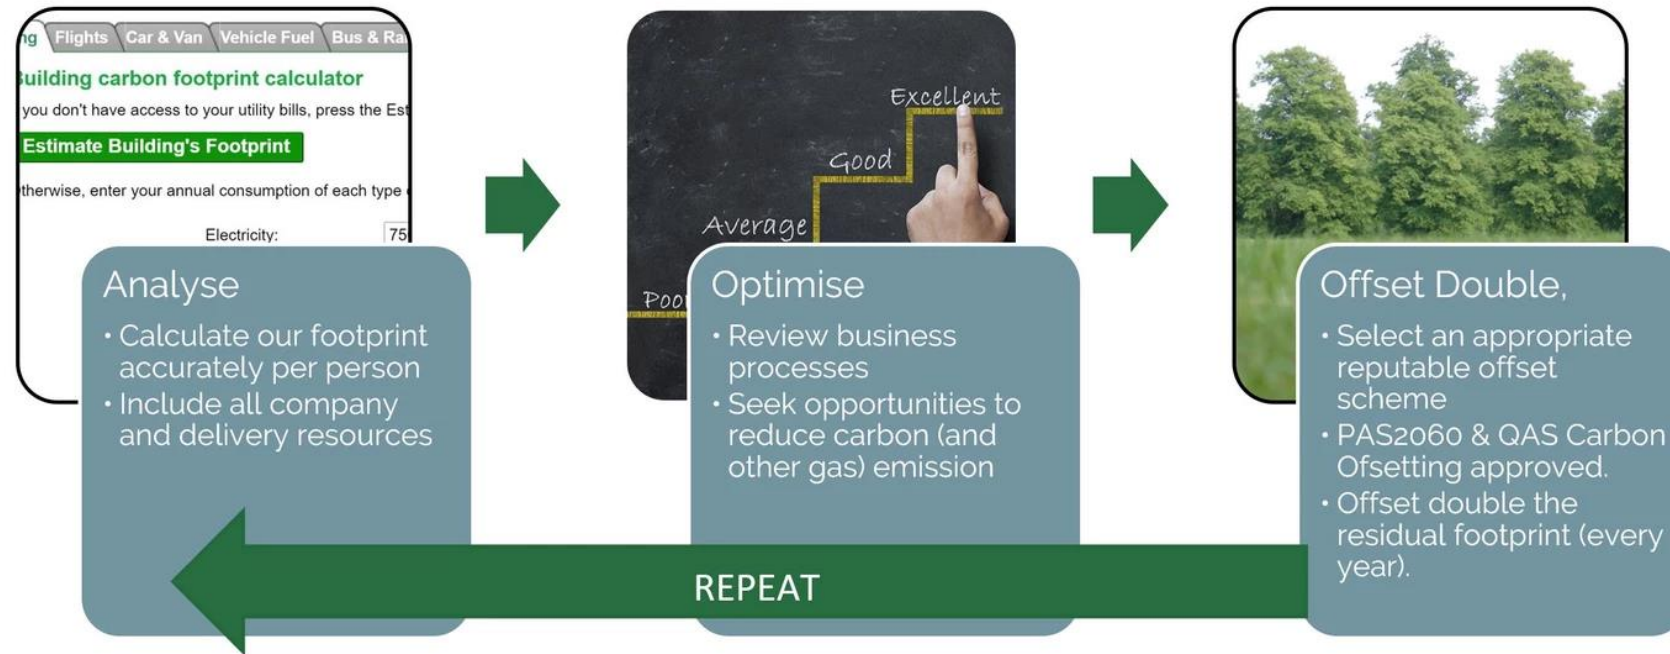 ng Flights Car & Van Vehicle Fuel Bus & Ra
uilding carbon footprint calculator
you don't have access to your utility bills, press the Est
Estimate Building's Footprint
therwise, enter your annual consumption of each type
Electricity: 75
Analyse
• Calculate our footprint
accurately per person
• Include all company
and delivery resources
Excellent
Good
Average
Poor
Optimise
• Review business
processes
• Seek opportunities to
reduce carbon (and
other gas) emission
Offset Double,
• Select an appropriate
reputable offset
scheme
• PAS2060 & QAS Carbon
Ofsetting approved.
• Offset double the
residual footprint (every
year).
REPEAT